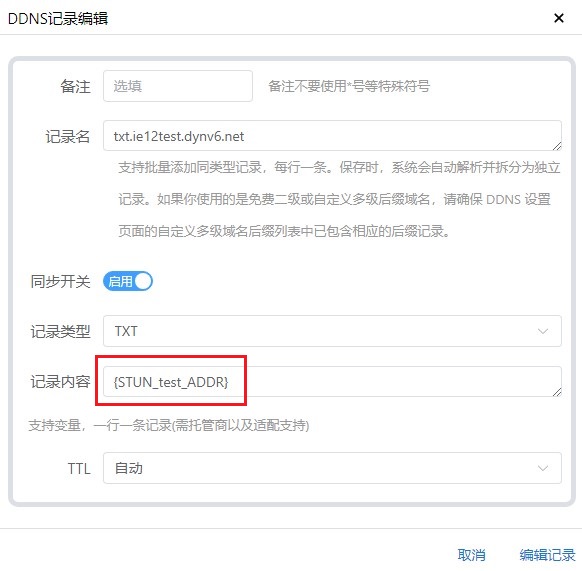 DDNS记录编辑
备注 选填 备注不要使用*号等特殊符号
记录名 txt.ie12test.dynv6.net
支持批量添加同类型记录，每行一条。保存时，系统会自动解析并拆分为独立
记录。如果你使用的是免费二级或自定义多级后缀域名，请确保 DDNS 设置
页面的自定义多级域名后缀列表中已包含相应的后缀记录。
同步开关 启用
记录类型 TXT
记录内容 {STUN_test_ADDR}
支持变量，一行一条记录(需托管商以及适配支持)
TTL 自动
取消 编辑记录